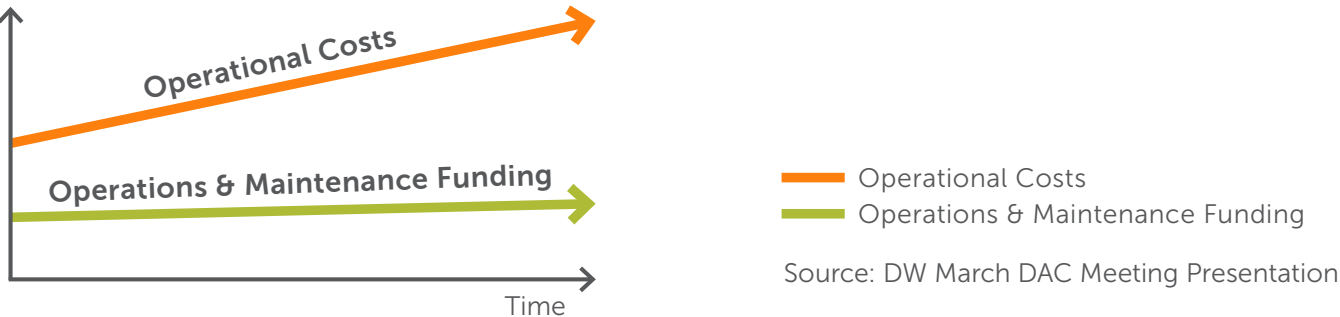 Operational Costs
Operations & Maintenance Funding
Time
Operational Costs
Operations & Maintenance Funding
Source: DW March DAC Meeting Presentation